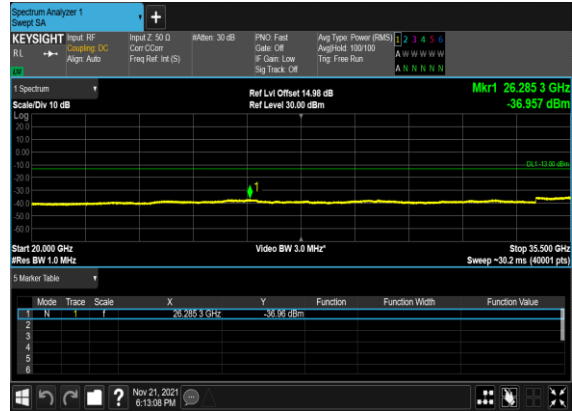 Spectrum Analyzer 1
Swept SA
KEYSIGHT Input: RF Input Z: 50 Ω #Atten: 30 dB PNO: Fast Avg Type: Power (RMS) 1 2 3 4 5 6
RL Coupling: DC Corr CCorr Gate: Off Avg|Hold: 100/100 A W W W W W
Align: Auto Freq Ref: Int (S) IF Gain: Low Trig: Free Run
Sig Track: Off A N N N N N
1 Spectrum Ref Lvl Offset 14.98 dB Mkr1 26.285 3 GHz
Scale/Div 10 dB Ref Level 30.00 dBm -36.957 dBm
Log
20.0
10.0
0.00
-10.0 DL1 -13.00 dBm
-20.0
1
-30.0
-40.0
-50.0
-60.0
Start 20.000 GHz Video BW 3.0 MHz* Stop 35.500 GHz
#Res BW 1.0 MHz Sweep ~30.2 ms (40001 pts)
5 Marker Table
Mode Trace Scale X Y Function Function Width Function Value
1 N 1 f 26.285 3 GHz -36.96 dBm
2
3
4
5
6
? Nov 21, 2021
6:13:08 PM